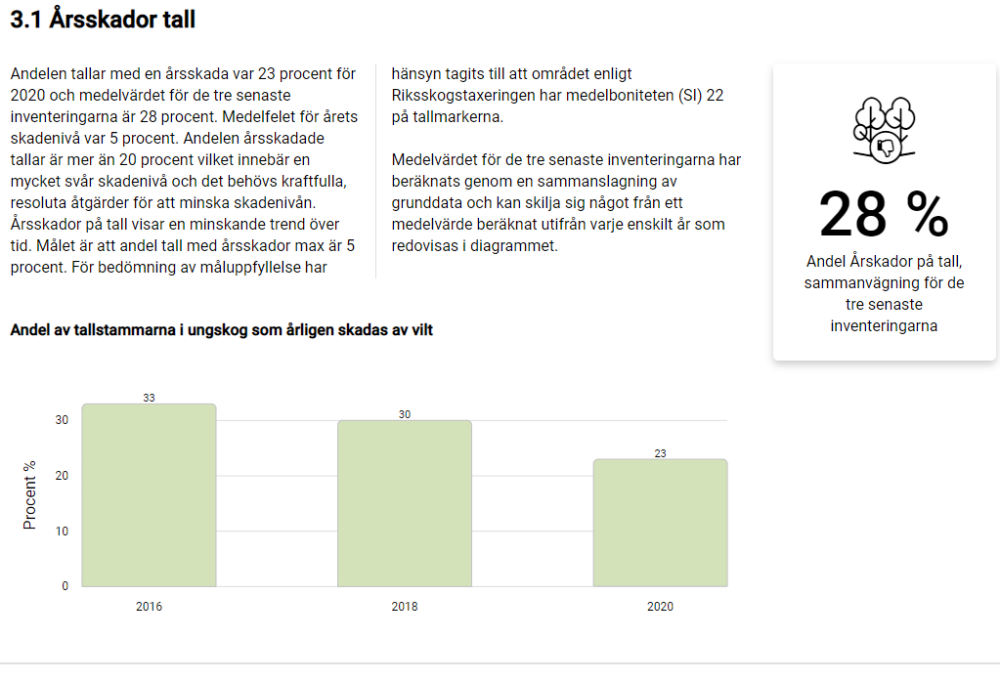 3.1 Årsskador tall
Andelen tallar med en årsskada var 23 procent för
2020 och medelvärdet för de tre senaste
inventeringarna är 28 procent. Medelfelet för årets
skadenivå var 5 procent. Andelen årsskadade
tallar är mer än 20 procent vilket innebär en
mycket svår skadenivå och det behövs kraftfulla,
resoluta åtgärder för att minska skadenivån.
Årsskador på tall visar en minskande trend över
tid. Målet är att andel tall med årsskador max är 5
procent. För bedömning av måluppfyllelse har
hänsyn tagits till att området enligt
Riksskogstaxeringen har medelboniteten (SI) 22
på tallmarkerna.
Medelvärdet för de tre senaste inventeringarna har
beräknats genom en sammanslagning av
grunddata och kan skilja sig något från ett
medelvärde beräknat utifrån varje enskilt år som
redovisas i diagrammet.
28 %
Andel Årskador på tall,
sammanvägning för de
tre senaste
inventeringarna
Andel av tallstammarna i ungskog som årligen skadas av vilt
Procent %
30
20
10
0
33
30
23
2016
2018
2020